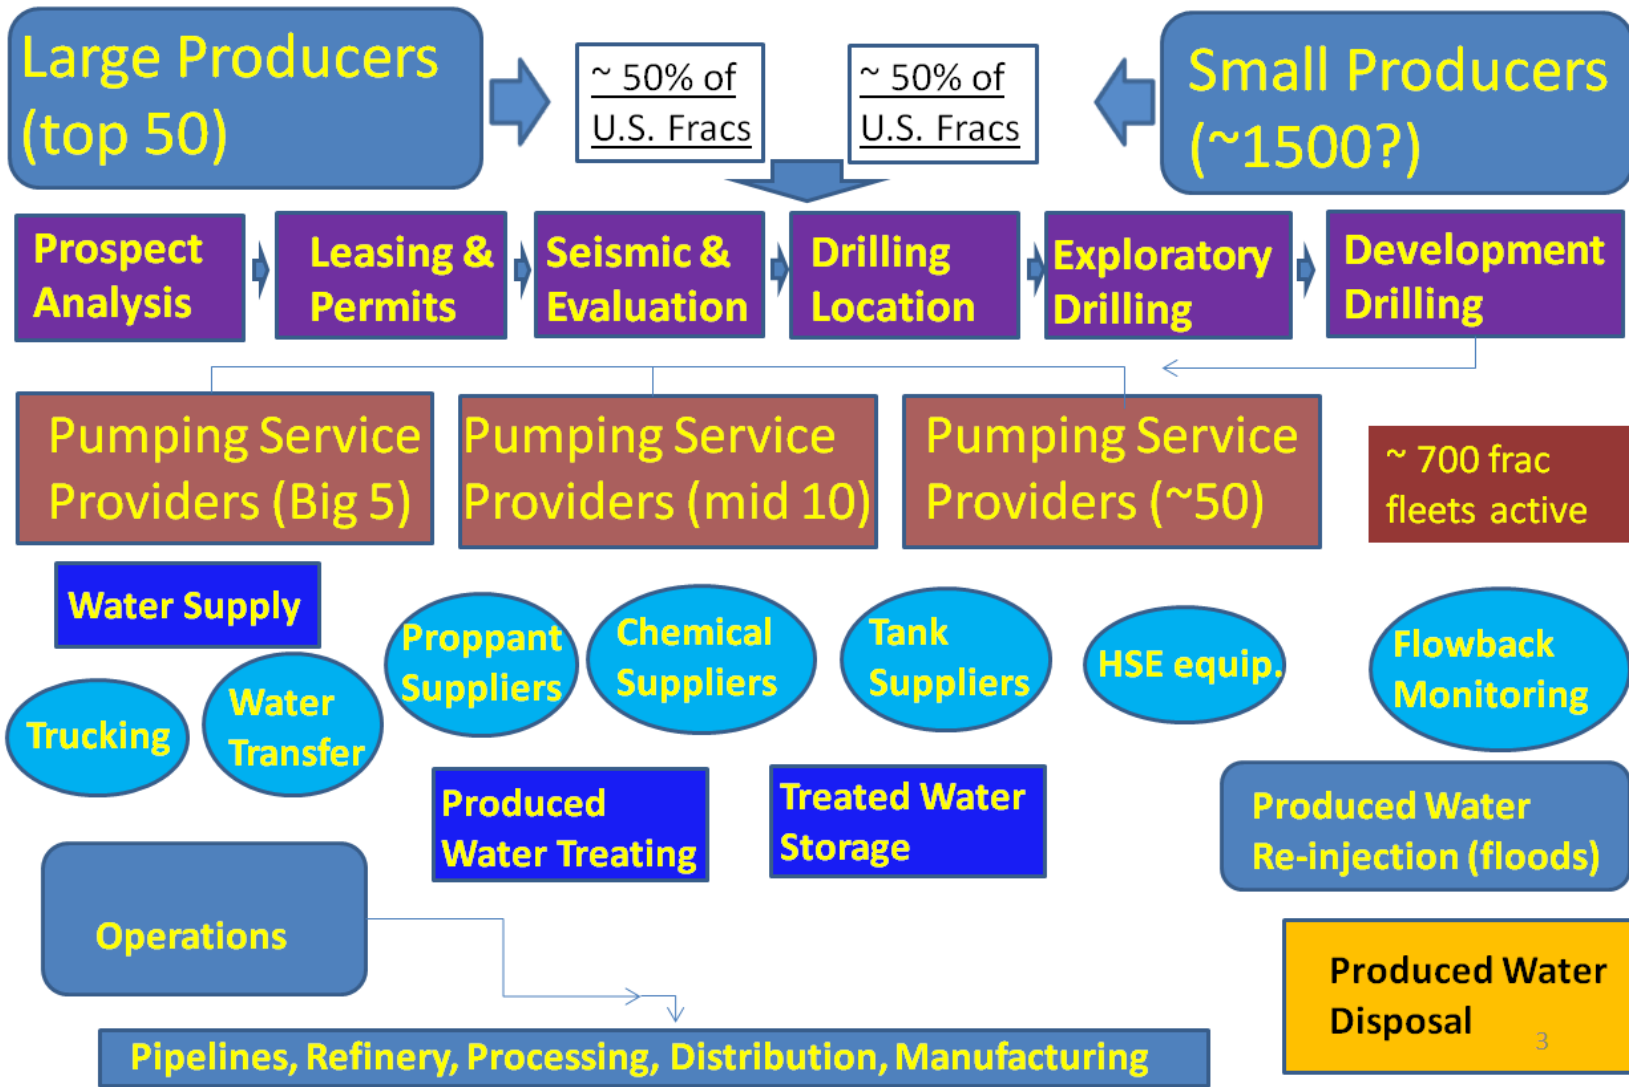 Large Producers
(top 50)
~ 50% of
U.S. Fracs
~ 50% of
U.S. Fracs
Small Producers
(~1500?)
Prospect
Analysis
Leasing &
Permits
Seismic &
Evaluation
Drilling
Location
Exploratory
Drilling
Development
Drilling
Pumping Service
Providers (Big 5)
Pumping Service
Providers (mid 10)
Pumping Service
Providers (~50)
~ 700 frac
fleets active
Water Supply
Trucking
Water
Transfer
Proppant
Suppliers
Chemical
Suppliers
Tank
Suppliers
HSE equip.
Flowback
Monitoring
Produced
Water Treating
Treated Water
Storage
Produced Water
Re-injection (floods)
Operations
Produced Water
Disposal
3
Pipelines, Refinery, Processing, Distribution, Manufacturing